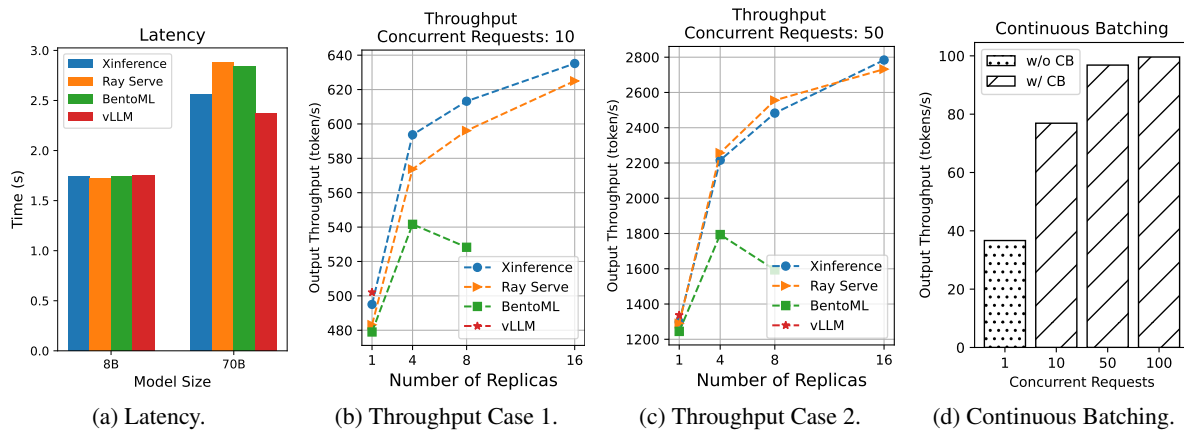 Latency
3.0
2.5
2.0
1.5
1.0
0.5
0.0
Time (s)
Xinference
Ray Serve
BentoML
vLLM
8B
70B
Model Size
(a) Latency.
Throughput
Concurrent Requests: 10
640
620
600
580
560
540
520
500
480
Output Throughput (token/s)
Xinference
Ray Serve
BentoML
vLLM
1
4
8
16
Number of Replicas
(b) Throughput Case 1.
Throughput
Concurrent Requests: 50
2800
2600
2400
2200
2000
1800
1600
1400
1200
Output Throughput (token/s)
Xinference
Ray Serve
BentoML
vLLM
1
4
8
16
Number of Replicas
(c) Throughput Case 2.
Continuous Batching
100
80
60
40
20
0
Output Throughput (tokens/s)
w/o CB
w/ CB
1
10
50
100
Concurrent Requests
(d) Continuous Batching.